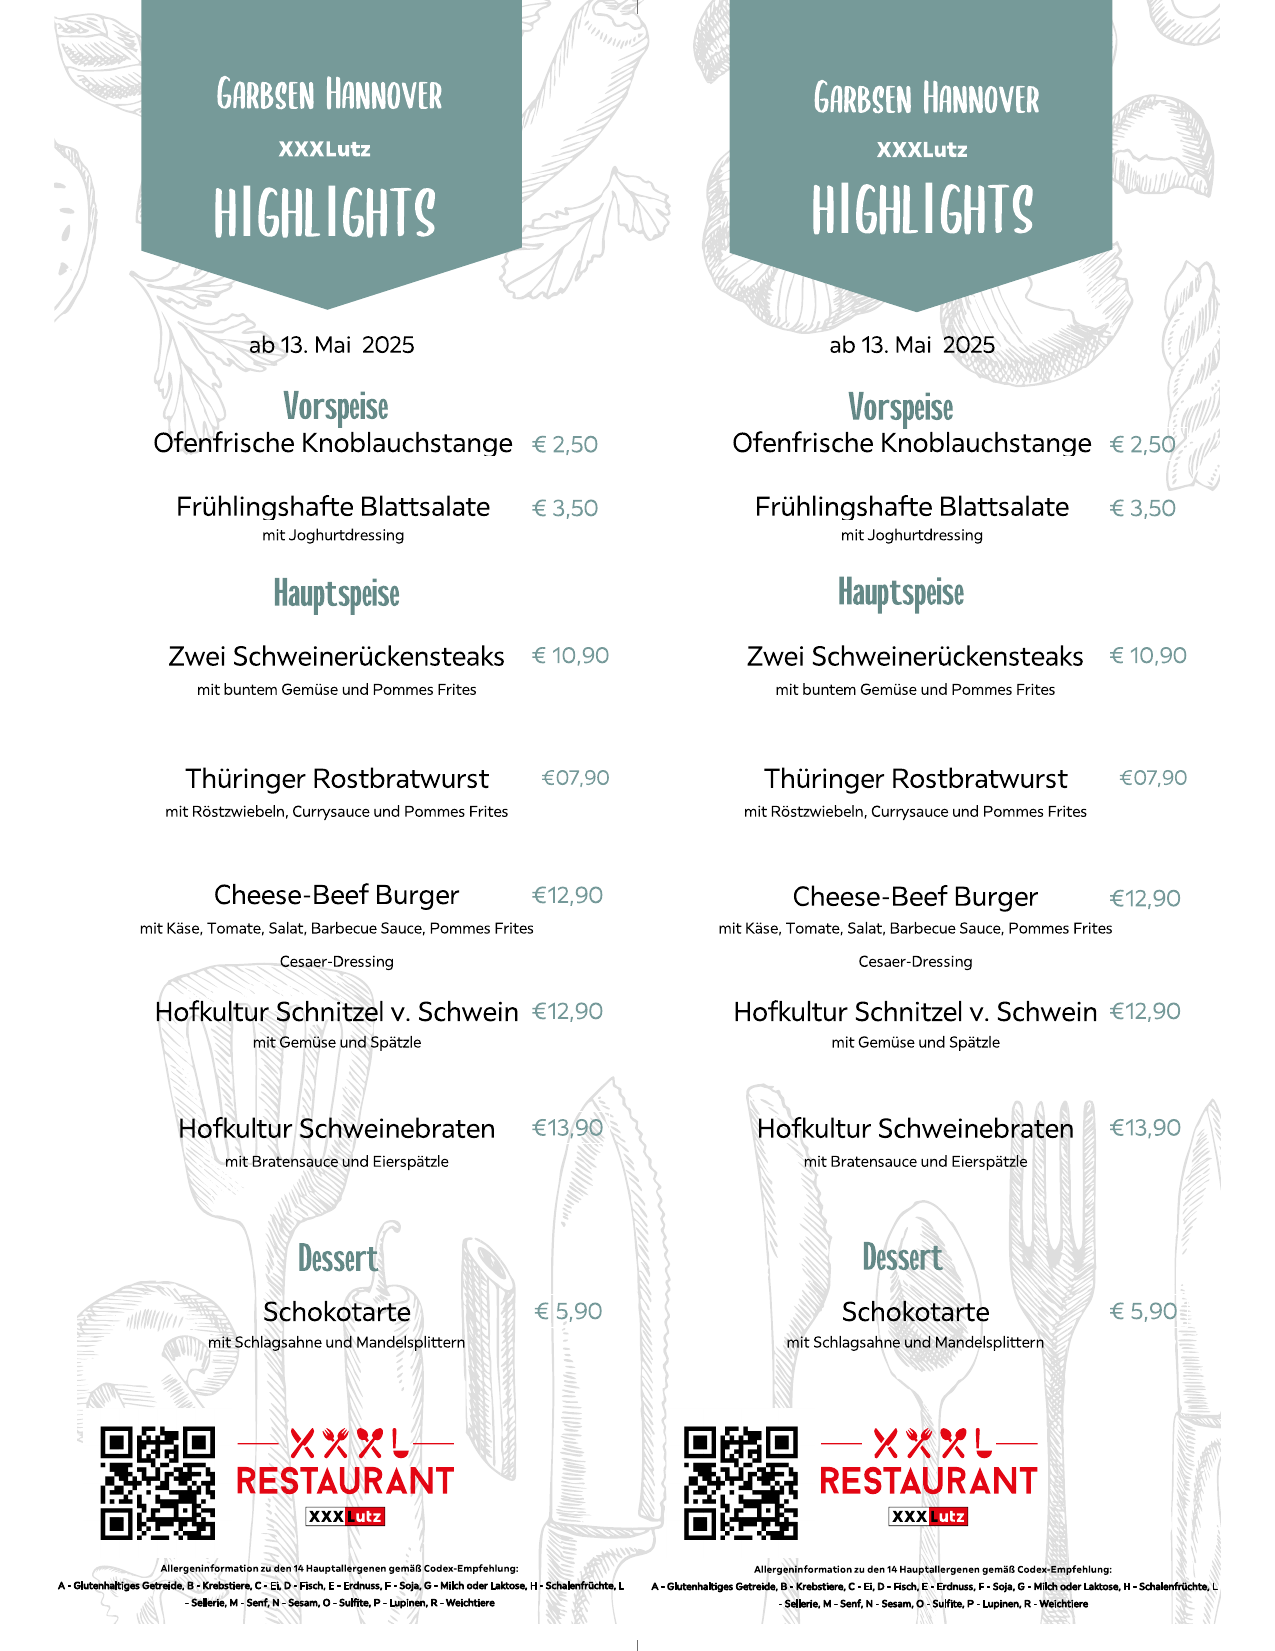 GARBSEN HANNOVER
XXXLutz
HIGHLIGHTS
ab 13. Mai 2025
Vorspeise
Ofenfrische Knoblauchstange € 2,50
Frühlingshafte Blattsalate € 3,50
mit Joghurtdressing
Hauptspeise
Zwei Schweinerückensteaks € 10,90
mit buntem Gemüse und Pommes Frites
Thüringer Rostbratwurst €07,90
mit Röstzwiebeln, Currysauce und Pommes Frites
Cheese-Beef Burger €12,90
mit Käse, Tomate, Salat, Barbecue Sauce, Pommes Frites
Cesaer-Dressing
Hofkultur Schnitzel v. Schwein €12,90
mit Gemüse und Spätzle
Hofkultur Schweinebraten €13,90
mit Bratensauce und Eierspätzle
Dessert
Schokotarte € 5,90
mit Schlagsahne und Mandelsplittern
XXXL
RESTAURANT
XXXLutz
Allergeninformation zu den 14 Hauptallergenen gemäß Codex-Empfehlung:
A - Glutenhaltiges Getreide, B - Krebstiere, C - Ei, D - Fisch, E - Erdnuss, F - Soja, G - Milch oder Laktose, H - Schalenfrüchte, L
- Sellerie, M - Senf, N - Sesam, O - Sulfite, P - Lupinen, R - Weichtiere
GARBSEN HANNOVER
XXXLutz
HIGHLIGHTS
ab 13. Mai 2025
Vorspeise
Ofenfrische Knoblauchstange € 2,50
Frühlingshafte Blattsalate € 3,50
mit Joghurtdressing
Hauptspeise
Zwei Schweinerückensteaks € 10,90
mit buntem Gemüse und Pommes Frites
Thüringer Rostbratwurst €07,90
mit Röstzwiebeln, Currysauce und Pommes Frites
Cheese-Beef Burger €12,90
mit Käse, Tomate, Salat, Barbecue Sauce, Pommes Frites
Cesaer-Dressing
Hofkultur Schnitzel v. Schwein €12,90
mit Gemüse und Spätzle
Hofkultur Schweinebraten €13,90
mit Bratensauce und Eierspätzle
Dessert
Schokotarte € 5,90
mit Schlagsahne und Mandelsplittern
XXXL
RESTAURANT
XXXLutz
Allergeninformation zu den 14 Hauptallergenen gemäß Codex-Empfehlung:
A - Glutenhaltiges Getreide, B - Krebstiere, C - Ei, D - Fisch, E - Erdnuss, F - Soja, G - Milch oder Laktose, H - Schalenfrüchte, L
- Sellerie, M - Senf, N - Sesam, O - Sulfite, P - Lupinen, R - Weichtiere